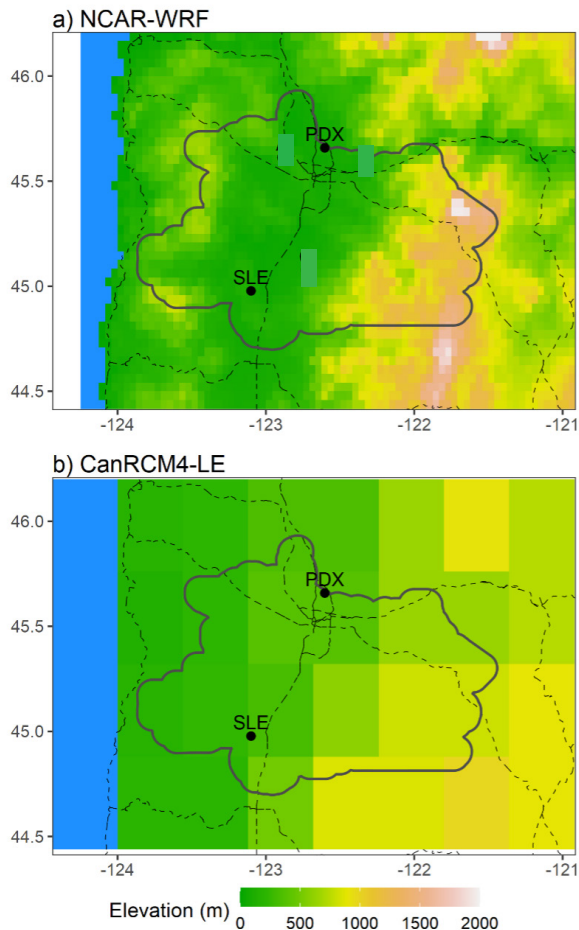 a) NCAR-WRF
46.0
45.5
45.0
44.5
PDX
SLE
-124 -123 -122 -121
b) CanRCM4-LE
46.0
45.5
45.0
44.5
PDX
SLE
-124 -123 -122 -121
Elevation (m)
0 500 1000 1500 2000